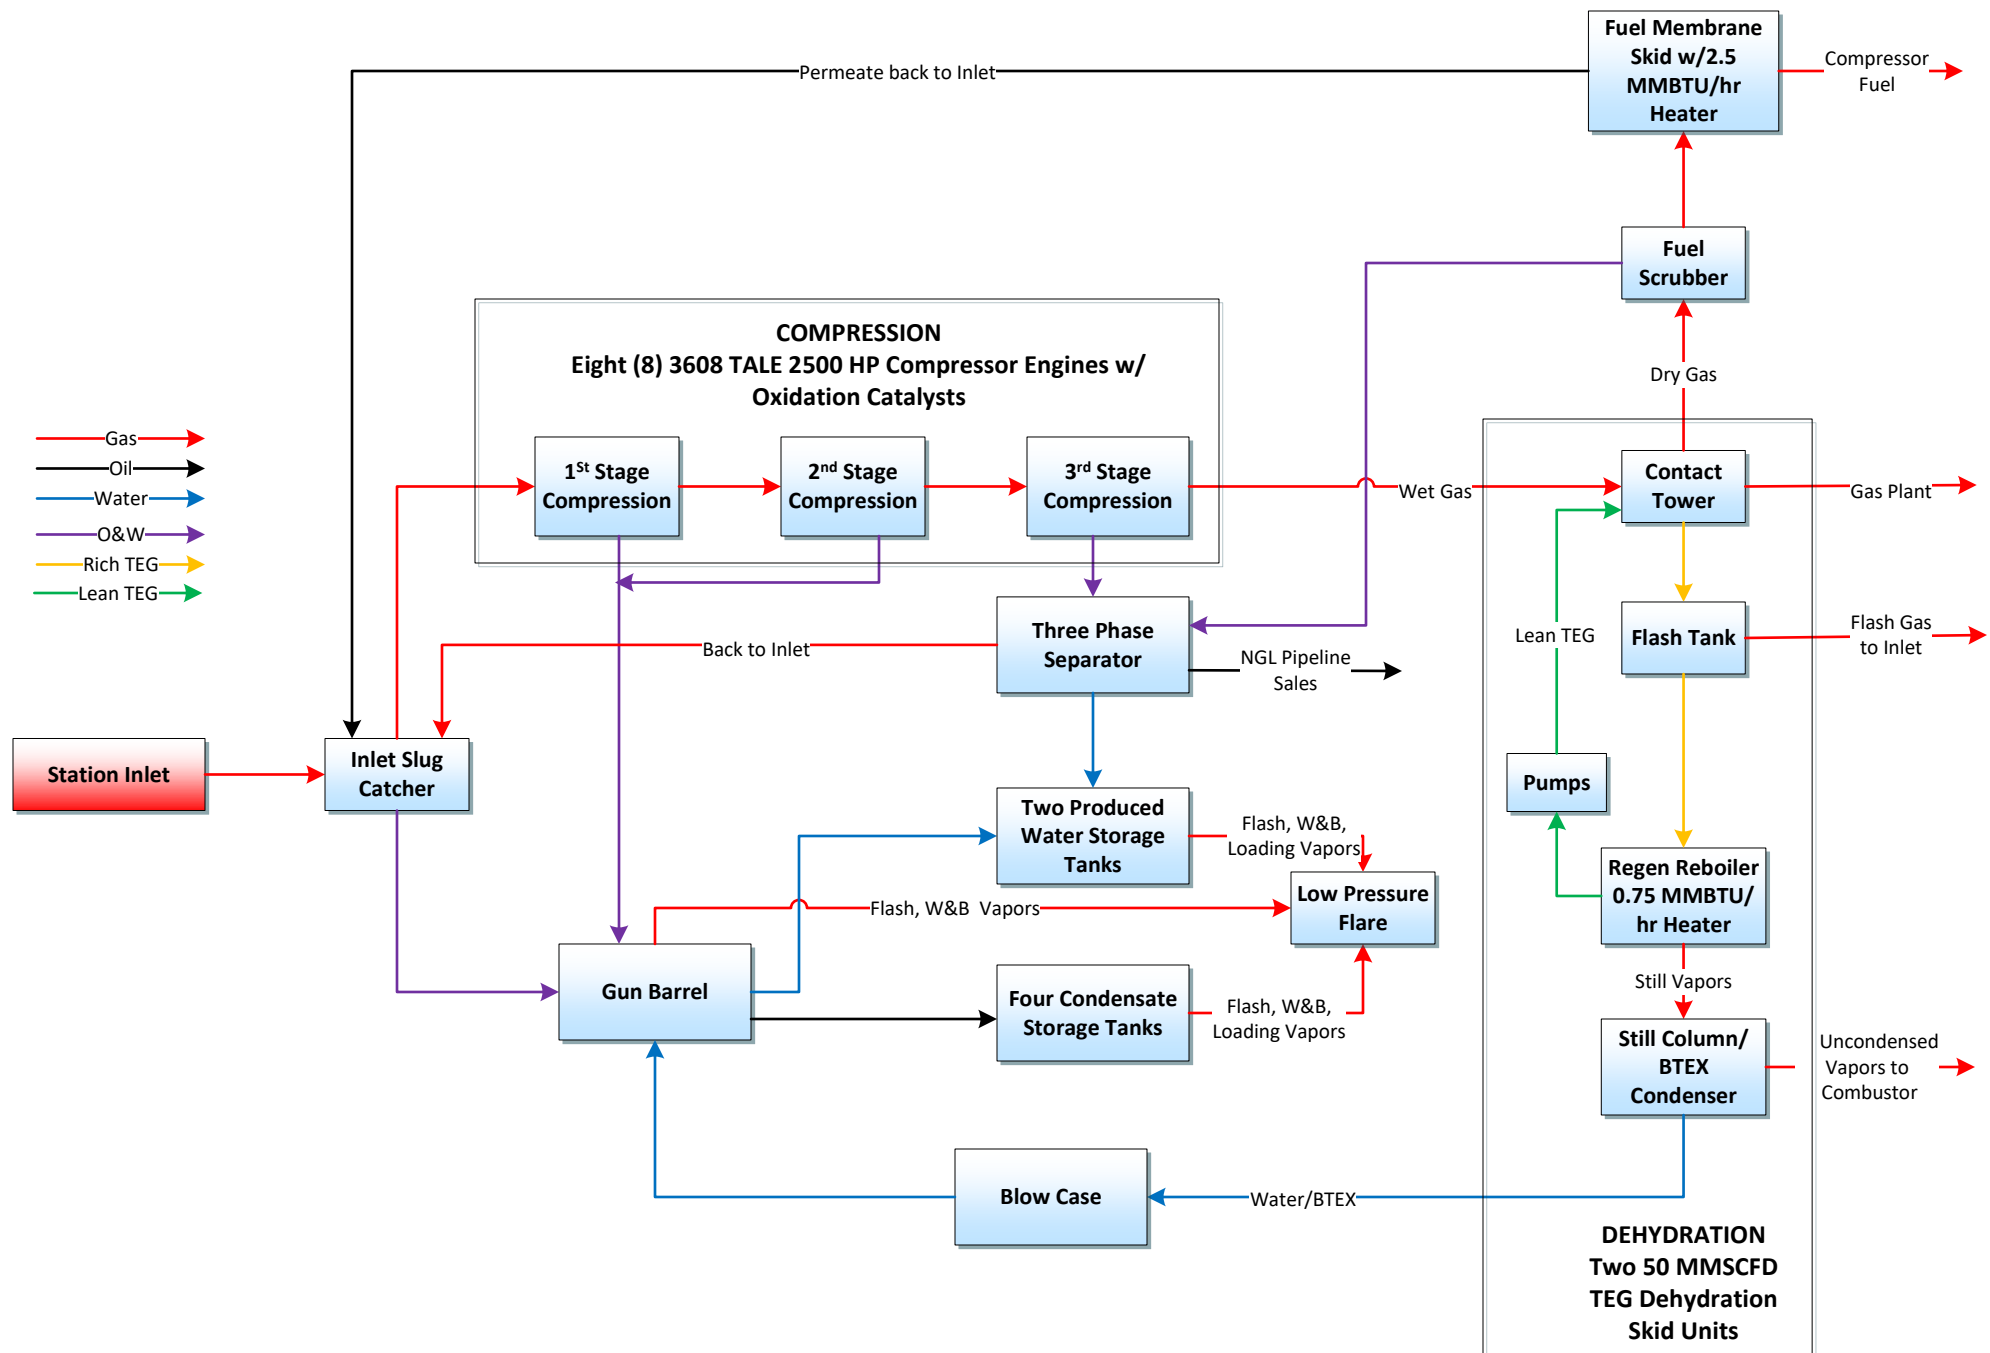 Fuel Membrane
Skid w/2.5
MMBTU/hr
Heater
Compressor
Fuel
Permeate back to Inlet
Fuel
Scrubber
COMPRESSION
Eight (8) 3608 TALE 2500 HP Compressor Engines w/
Oxidation Catalysts
Dry Gas
Gas
Oil
Water
O&W
Rich TEG
Lean TEG
1St Stage
Compression
2nd Stage
Compression
3rd Stage
Compression
Wet Gas
Contact
Tower
Gas Plant
Three Phase
Separator
Back to Inlet
NGL Pipeline
Sales
Lean TEG
Flash Tank
Flash Gas
to Inlet
Station Inlet
Inlet Slug
Catcher
Pumps
Two Produced
Water Storage
Tanks
Flash, W&B,
Loading Vapors
Regen Reboiler
0.75 MMBTU/
hr Heater
Flash, W&B  Vapors
Low Pressure
Flare
Gun Barrel
Four Condensate
Storage Tanks
Flash, W&B,
Loading Vapors
Still Vapors
Still Column/
BTEX
Condenser
Uncondensed
Vapors to
Combustor
Blow Case
Water/BTEX
DEHYDRATION
Two 50 MMSCFD
TEG Dehydration
Skid Units